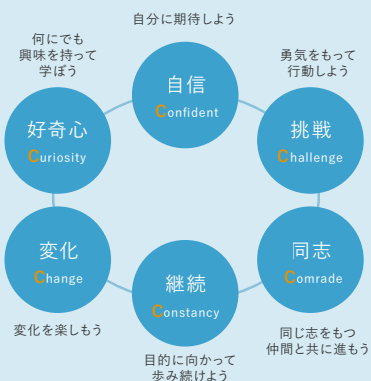 自分に期待しよう
自信
Confident
勇気をもって
行動しよう
挑戦
Challenge
同志
Comrade
同じ志をもつ
仲間と共に進もう
継続
Constancy
目的に向かって
歩み続けよう
変化
Change
変化を楽しもう
何にでも
興味を持って
学ぼう
好奇心
Curiosity